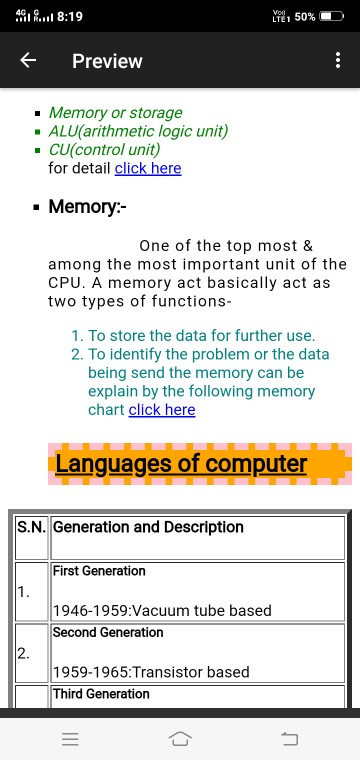 4G G 8:19 Vo) LTE1 50%
Preview
Memory or storage
ALU(arithmetic logic unit)
CU(control unit)
for detail click here
Memory:-
One of the top most &
among the most important unit of the
CPU. A memory act basically act as
two types of functions-
1. To store the data for further use.
2. To identify the problem or the data
being send the memory can be
explain by the following memory
chart click here
Languages of computer
S.N. Generation and Description
First Generation
1.
1946-1959:Vacuum tube based
Second Generation
2.
1959-1965:Transistor based
Third Generation